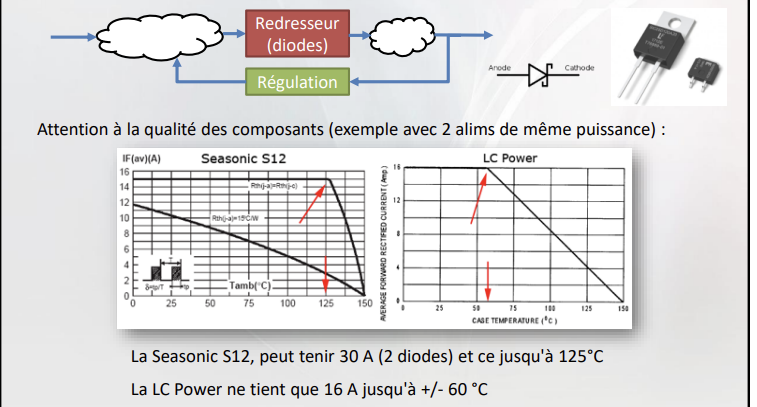 Redresseur
(diodes)
Régulation
Anode
Cathode
Attention à la qualité des composants (exemple avec 2 alims de même puissance) :
IF(av)(A)
Seasonic S12
16
14
12
10
8
6
4
2
0
Rth(j-a)=Rth(j-c)
Rth(j-a)=15°C/W
T
δ=tp/T
tp
Tamb(°C)
0
25
50
75
100
125
150
LC Power
AVERAGE FORWARD RECTIFIED CURRENT (Amp)
16
12
8
4
0
0
25
50
75
100
125
150
CASE TEMPERATURE (°C)
La Seasonic S12, peut tenir 30 A (2 diodes) et ce jusqu'à 125°C
La LC Power ne tient que 16 A jusqu'à +/- 60 °C